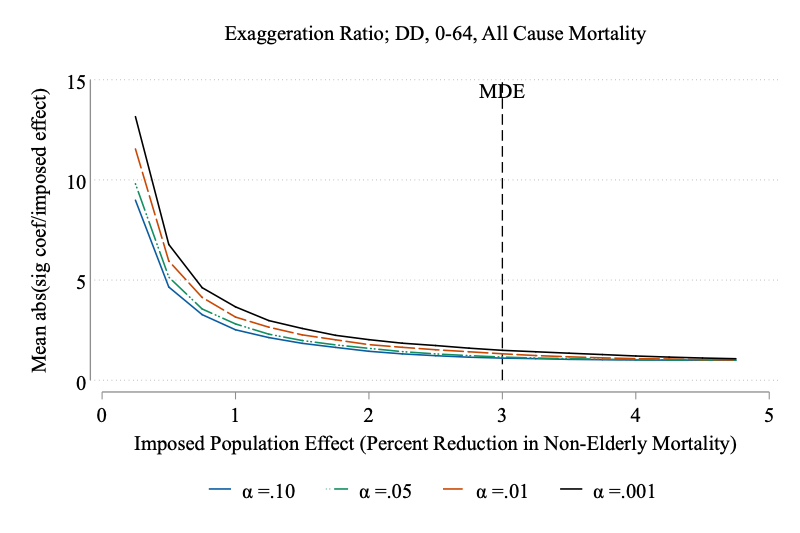 Exaggeration Ratio; DD, 0-64, All Cause Mortality
Mean abs(sig coef/imposed effect)
15
10
5
0
MDE
0 1 2 3 4 5
Imposed Population Effect (Percent Reduction in Non-Elderly Mortality)
α =.10 α =.05 α =.01 α =.001